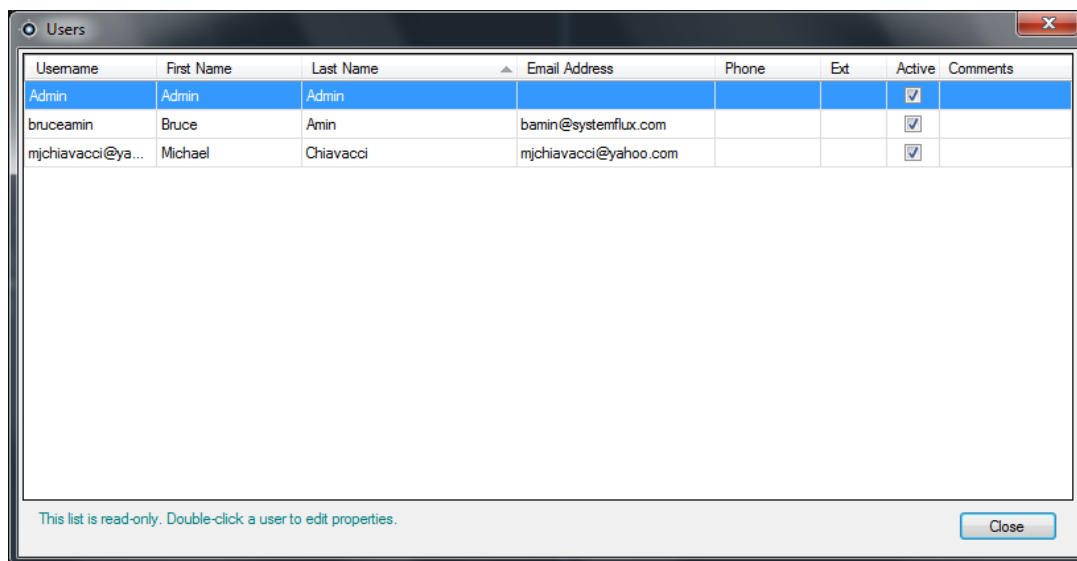 Users
Username First Name Last Name Email Address Phone Ext Active Comments
Admin Admin Admin
bruceamin Bruce Amin bamin@systemflux.com
mjchiavacci@ya... Michael Chiavacci mjchiavacci@yahoo.com
This list is read-only. Double-click a user to edit properties.
Close